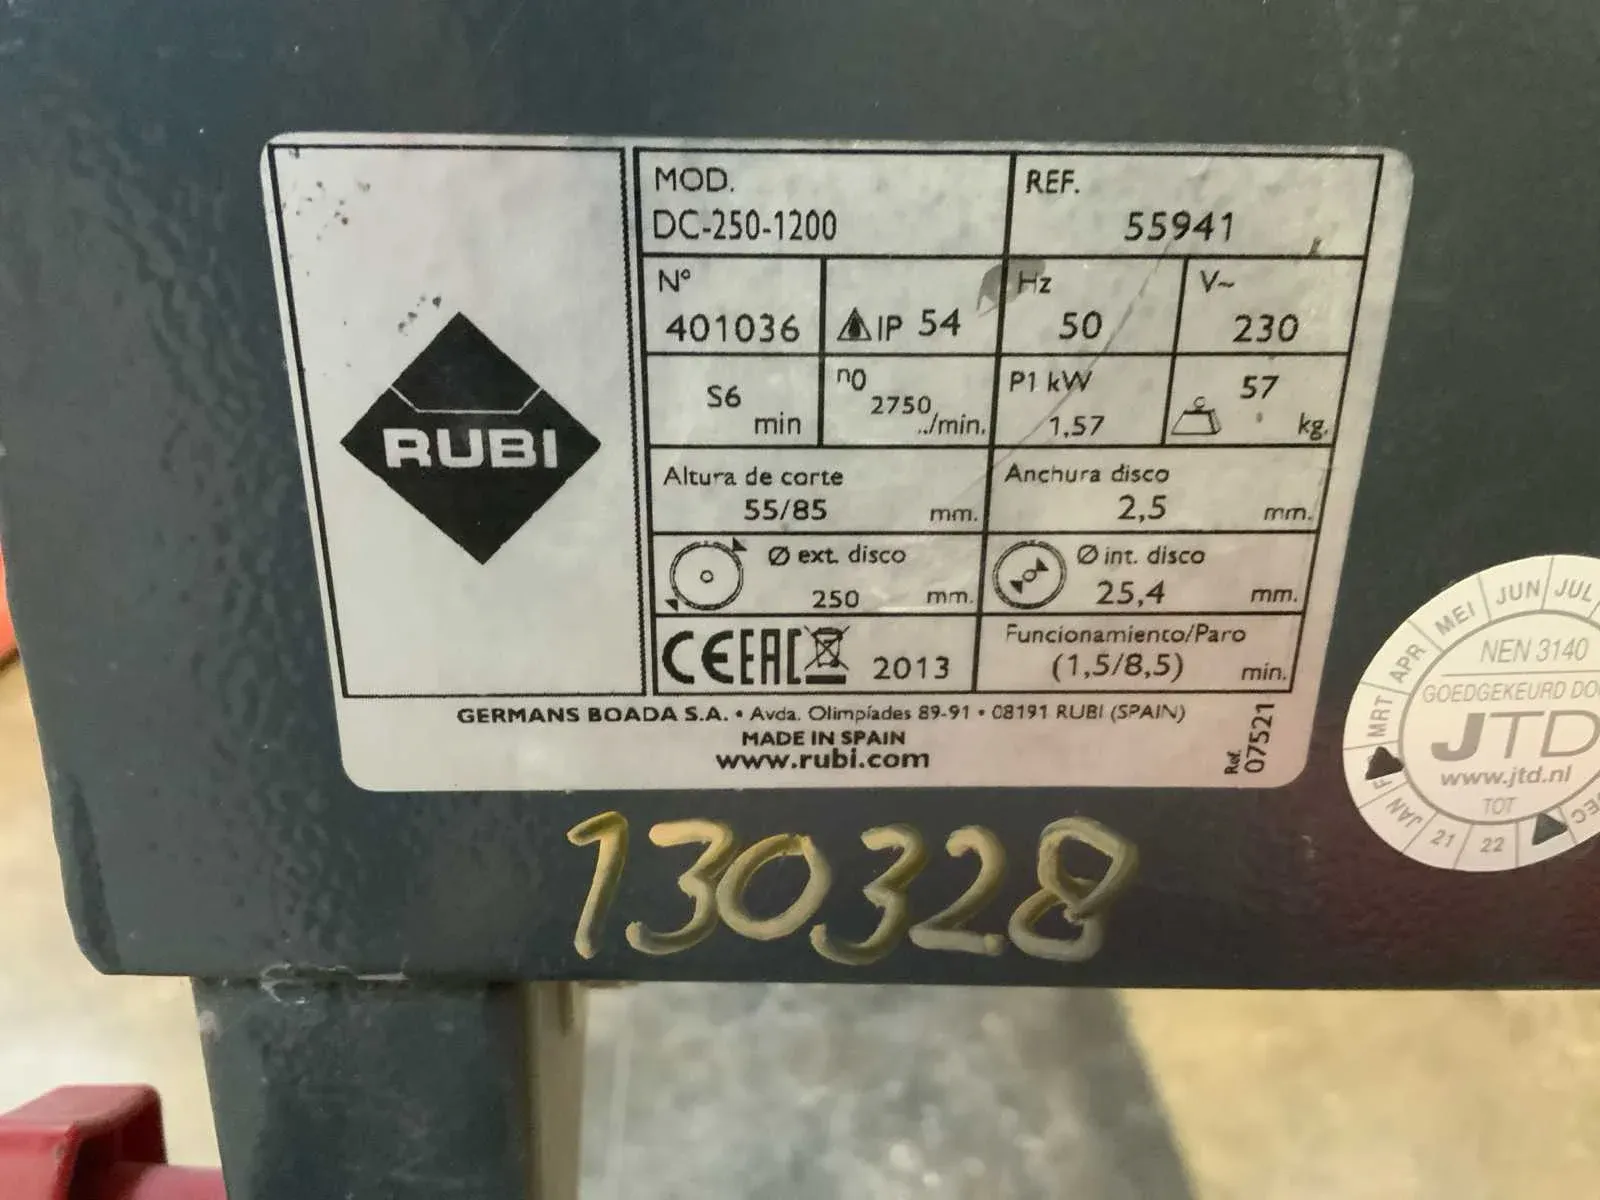 RUBI
MOD.
DC-250-1200
REF.
55941
Nº
401036
IP 54
Hz
50
V~
230
S6
min
n0
2750
../min.
P1 kW
1,57
57
kg.
Altura de corte
55/85 mm.
Anchura disco
2,5 mm.
Ø ext. disco
250 mm.
Ø int. disco
25,4 mm.
CE EAC 2013
Funcionamiento/Paro
(1,5/8,5) min.
GERMANS BOADA S.A. • Avda. Olimpíades 89-91 • 08191 RUBI (SPAIN)
MADE IN SPAIN
www.rubi.com
Ref.
07521
130328
JAN
MRT APR MEI JUN JUL
NEN 3140
GOEDGEKEURD
JTD
www.jtd.nl
TOT
21 22